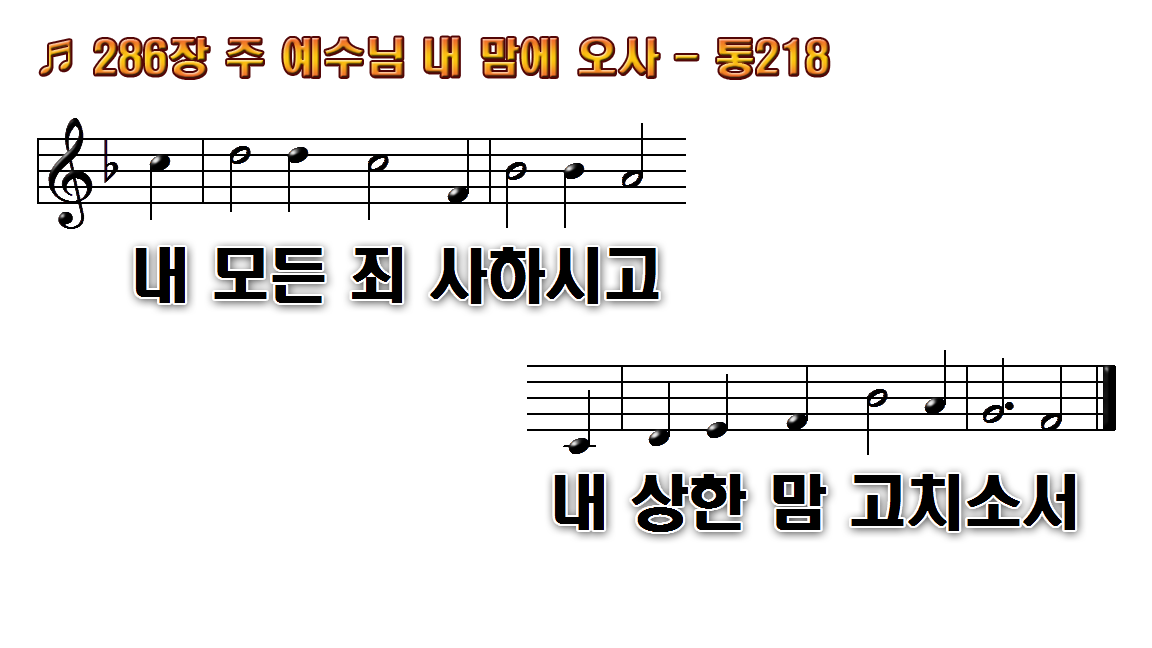 ♬ 286장 주 예수님 내 맘에 오사 - 통218
내 모든 죄 사하시고
내 상한 맘 고치소서